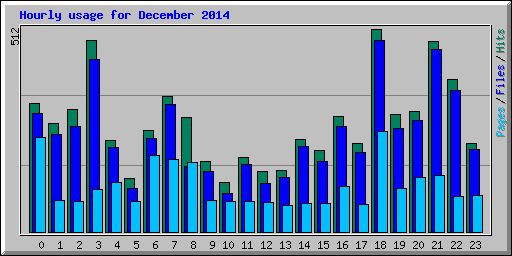 Hourly usage for December 2014
512
Pages/Files/Hits
0 1 2 3 4 5 6 7 8 9 10 11 12 13 14 15 16 17 18 19 20 21 22 23